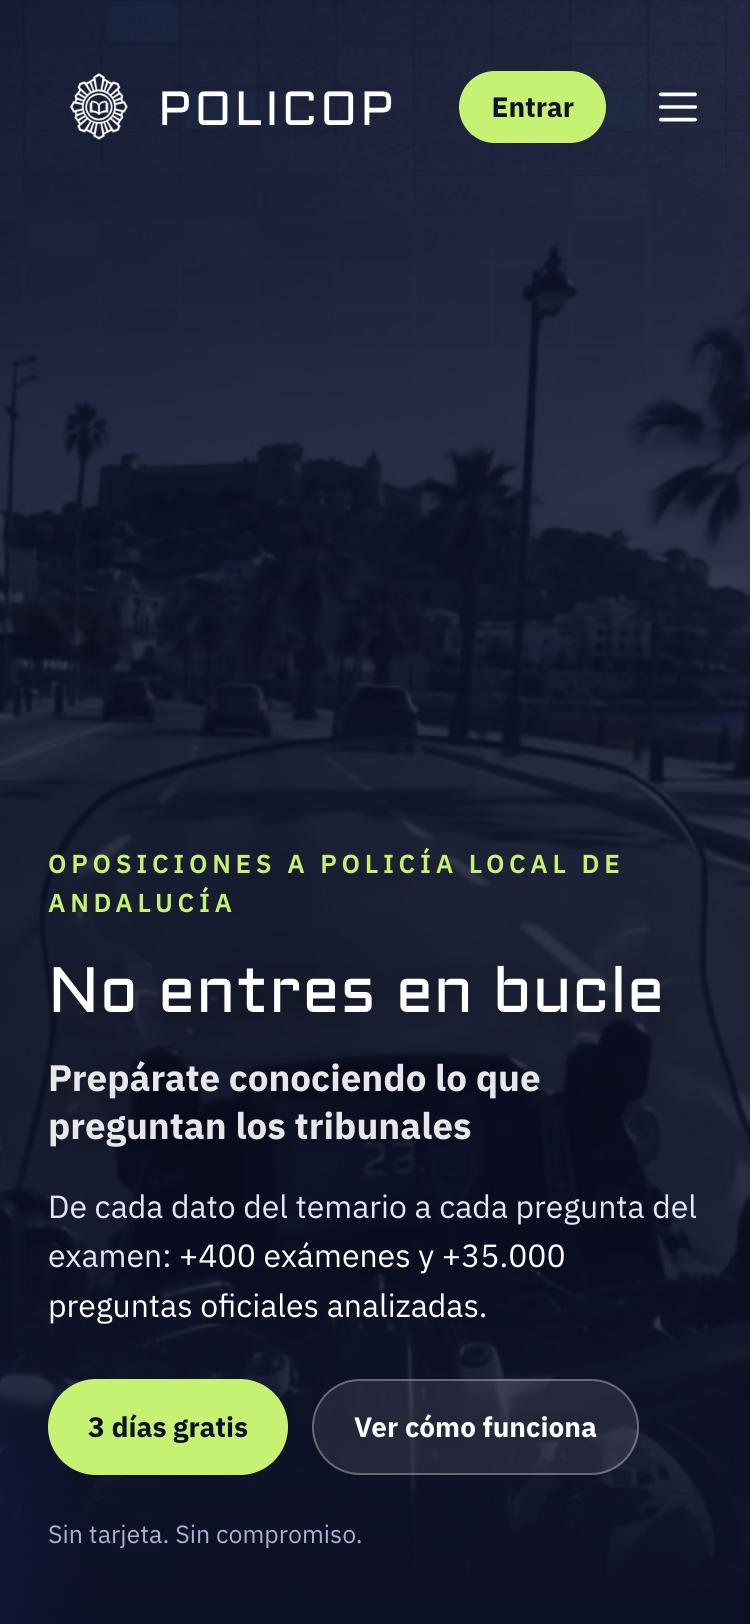 POLICOP
Entrar
OPOSICIONES A POLICÍA LOCAL DE
ANDALUCÍA
No entres en bucle
Prepárate conociendo lo que
preguntan los tribunales
De cada dato del temario a cada pregunta del
examen: +400 exámenes y +35.000
preguntas oficiales analizadas.
3 días gratis
Ver cómo funciona
Sin tarjeta. Sin compromiso.